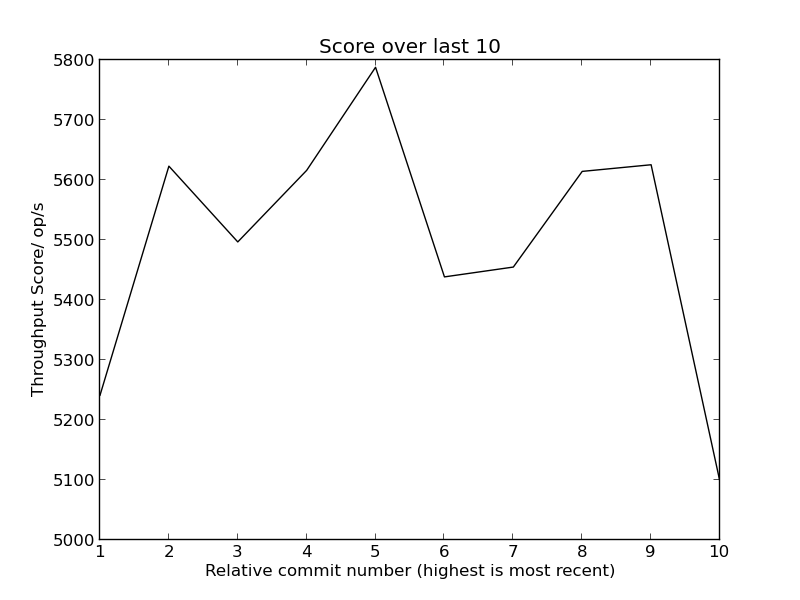 Score over last 10
5800
5700
5600
5500
5400
5300
5200
5100
5000
Throughput Score/ op/s
1 2 3 4 5 6 7 8 9 10
Relative commit number (highest is most recent)